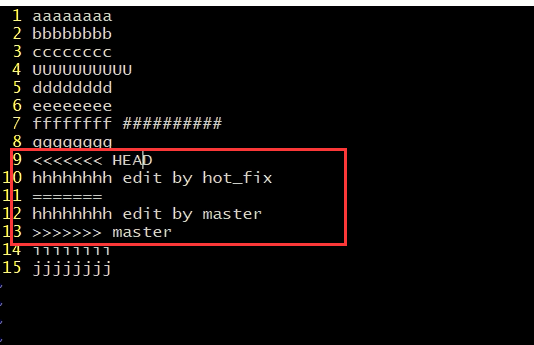 1 aaaaaaaa
2 bbbbbbbb
3 cccccccc
4 UUUUUUUUUU
5 dddddddd
6 eeeeeeee
7 ffffffff ##########
8 gggggggg
9 <<<<<<< HEAD
10 hhhhhhhh edit by hot_fix
11 =======
12 hhhhhhhh edit by master
13 >>>>>>> master
14
15 jjjjjjjj